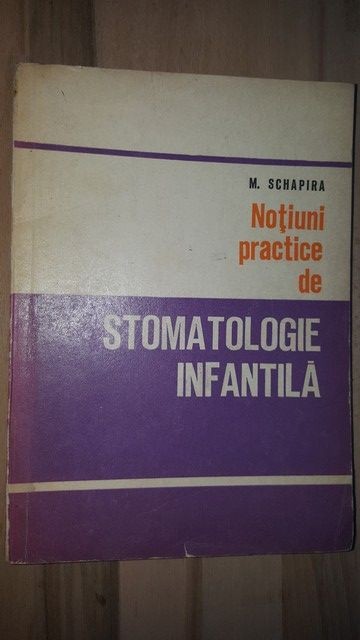 M. SCHAPIRA
Noţiuni
practice
de
STOMATOLOGIE
INFANTILĂ